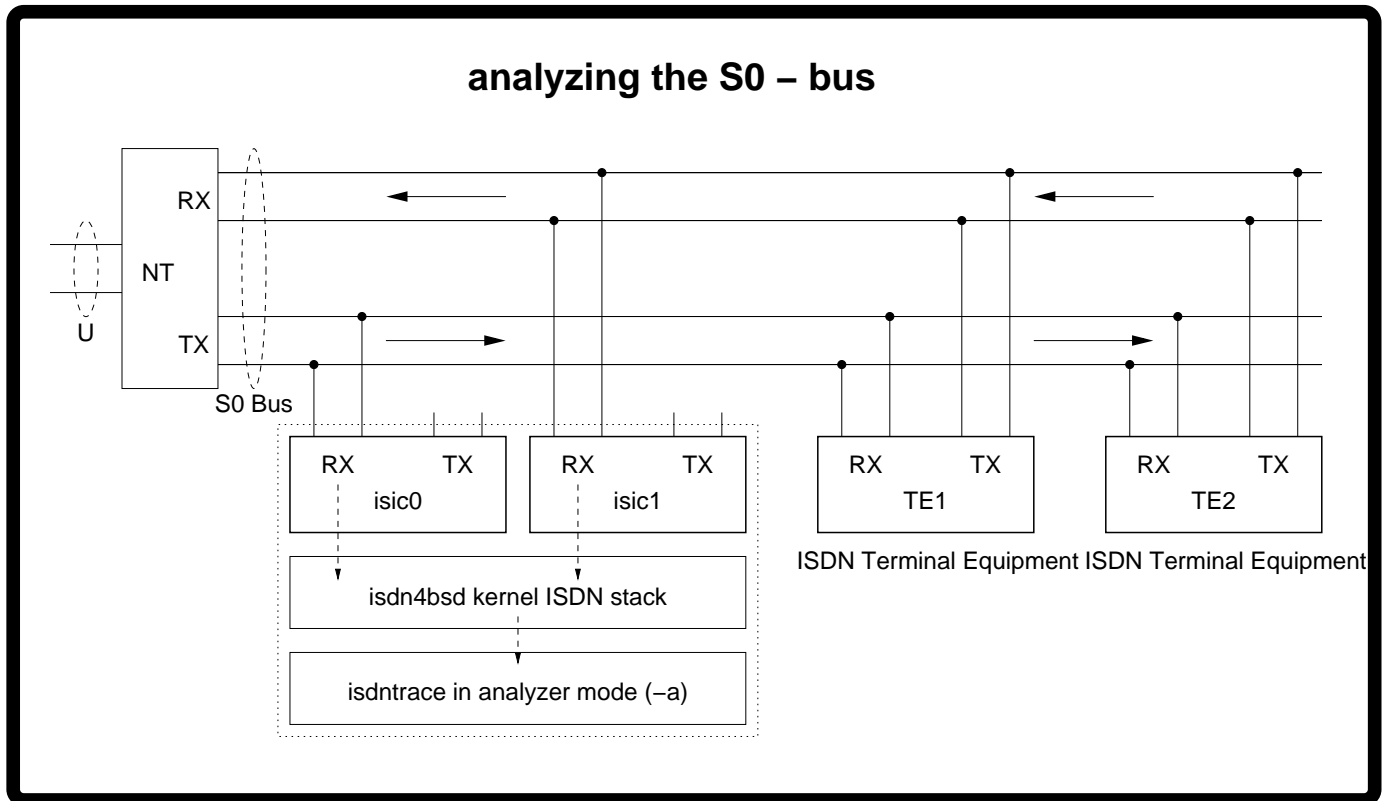 analyzing the S0 – bus
RX
NT
U
TX
S0 Bus
RX TX
isic0
RX TX
isic1
RX TX
TE1
RX TX
TE2
ISDN Terminal Equipment
ISDN Terminal Equipment
isdn4bsd kernel ISDN stack
isdntrace in analyzer mode (–a)